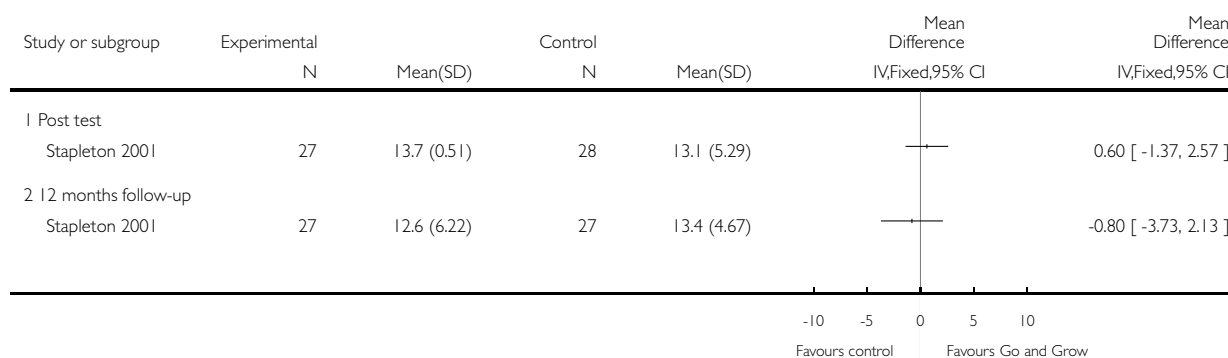 Mean Mean
Study or subgroup Experimental Control Difference Difference
N Mean(SD) N Mean(SD) IV,Fixed,95% CI IV,Fixed,95% CI
1 Post test
Stapleton 2001 27 13.7 (0.51) 28 13.1 (5.29) 0.60 [ -1.37, 2.57 ]
2 12 months follow-up
Stapleton 2001 27 12.6 (6.22) 27 13.4 (4.67) -0.80 [ -3.73, 2.13 ]
-10 -5 0 5 10
Favours control Favours Go and Grow